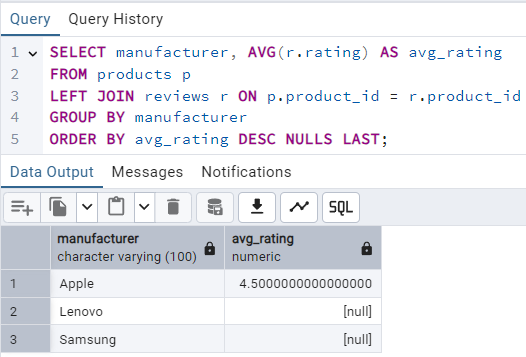 Query Query History
1 SELECT manufacturer, AVG(r.rating) AS avg_rating
2 FROM products p
3 LEFT JOIN reviews r ON p.product_id = r.product_id
4 GROUP BY manufacturer
5 ORDER BY avg_rating DESC NULLS LAST;
Data Output Messages Notifications
SQL
manufacturer avg_rating
character varying (100) numeric
1 Apple 4.5000000000000000
2 Lenovo [null]
3 Samsung [null]